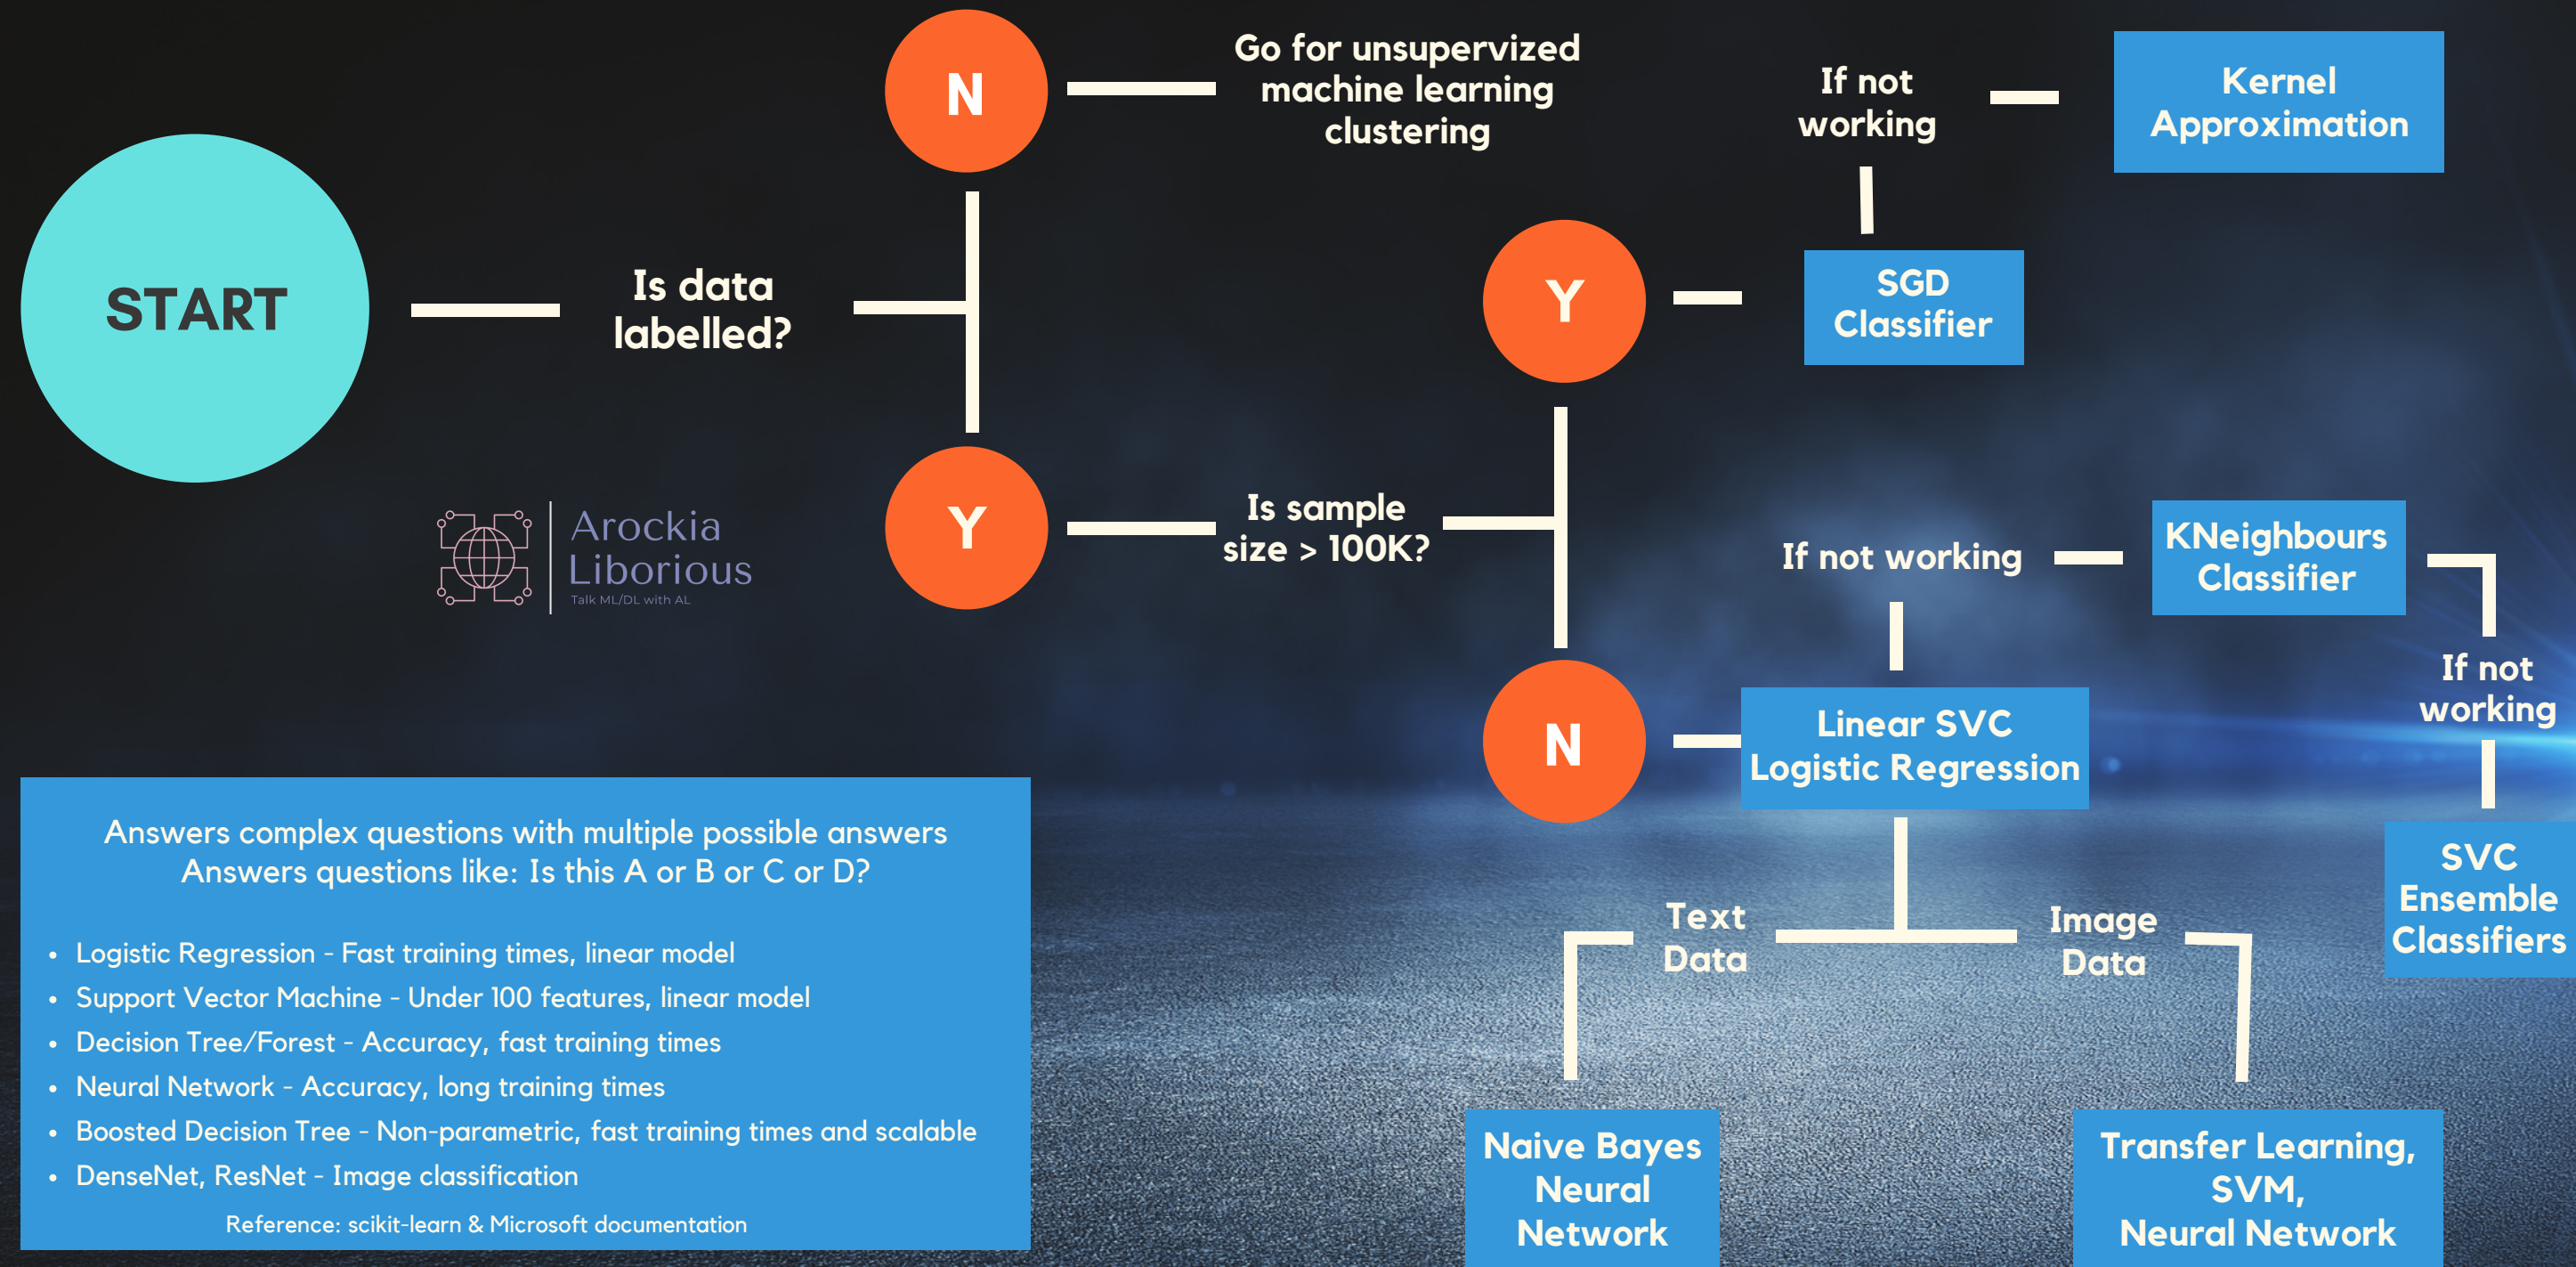 START
Is data
labelled?
N
Go for unsupervized
machine learning
clustering
Y
Is sample
size > 100K?
Y
SGD
Classifier
If not
working
Kernel
Approximation
N
Linear SVC
Logistic Regression
If not working
KNeighbours
Classifier
If not
working
SVC
Ensemble
Classifiers
Text
Data
Naive Bayes
Neural
Network
Image
Data
Transfer Learning,
SVM,
Neural Network
Arockia
Liborious
Talk ML/DL with AL
Answers complex questions with multiple possible answers
Answers questions like: Is this A or B or C or D?
• Logistic Regression - Fast training times, linear model
• Support Vector Machine - Under 100 features, linear model
• Decision Tree/Forest - Accuracy, fast training times
• Neural Network - Accuracy, long training times
• Boosted Decision Tree - Non-parametric, fast training times and scalable
• DenseNet, ResNet - Image classification
Reference: scikit-learn & Microsoft documentation